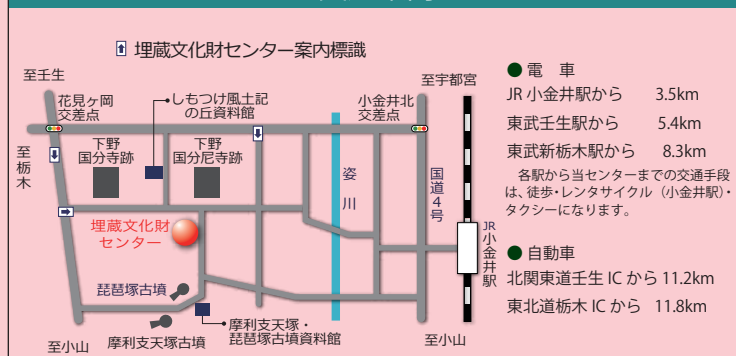 埋蔵文化財センター案内標識
至壬生
花見ヶ岡
交差点
しもつけ風土記
の丘資料館
小金井北
交差点
至宇都宮
至栃木
下野
国分寺跡
下野
国分尼寺跡
姿川
国道4号
JR小金井駅
埋蔵文化財
センター
琵琶塚古墳
摩利支天塚古墳
摩利支天塚・
琵琶塚古墳資料館
至小山
至小山
● 電 車
JR 小金井駅から 3.5km
東武壬生駅から 5.4km
東武新栃木駅から 8.3km
各駅から当センターまでの交通手段
は、徒歩・レンタサイクル（小金井駅）・
タクシーになります。
● 自動車
北関東道壬生 IC から 11.2km
東北道栃木 IC から 11.8km